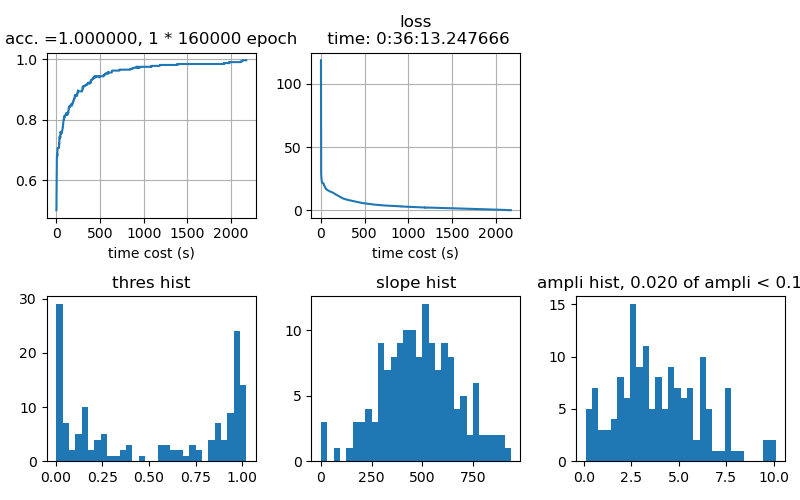 acc. =1.000000, 1 * 160000 epoch
1.0
0.8
0.6
0 500 1000 1500 2000
time cost (s)
loss
time: 0:36:13.247666
100
50
0
0 500 1000 1500 2000
time cost (s)
thres hist
30
20
10
0
0.00 0.25 0.50 0.75 1.00
slope hist
10
5
0
0 250 500 750
ampli hist, 0.020 of ampli < 0.1
15
10
5
0
0.0 2.5 5.0 7.5 10.0